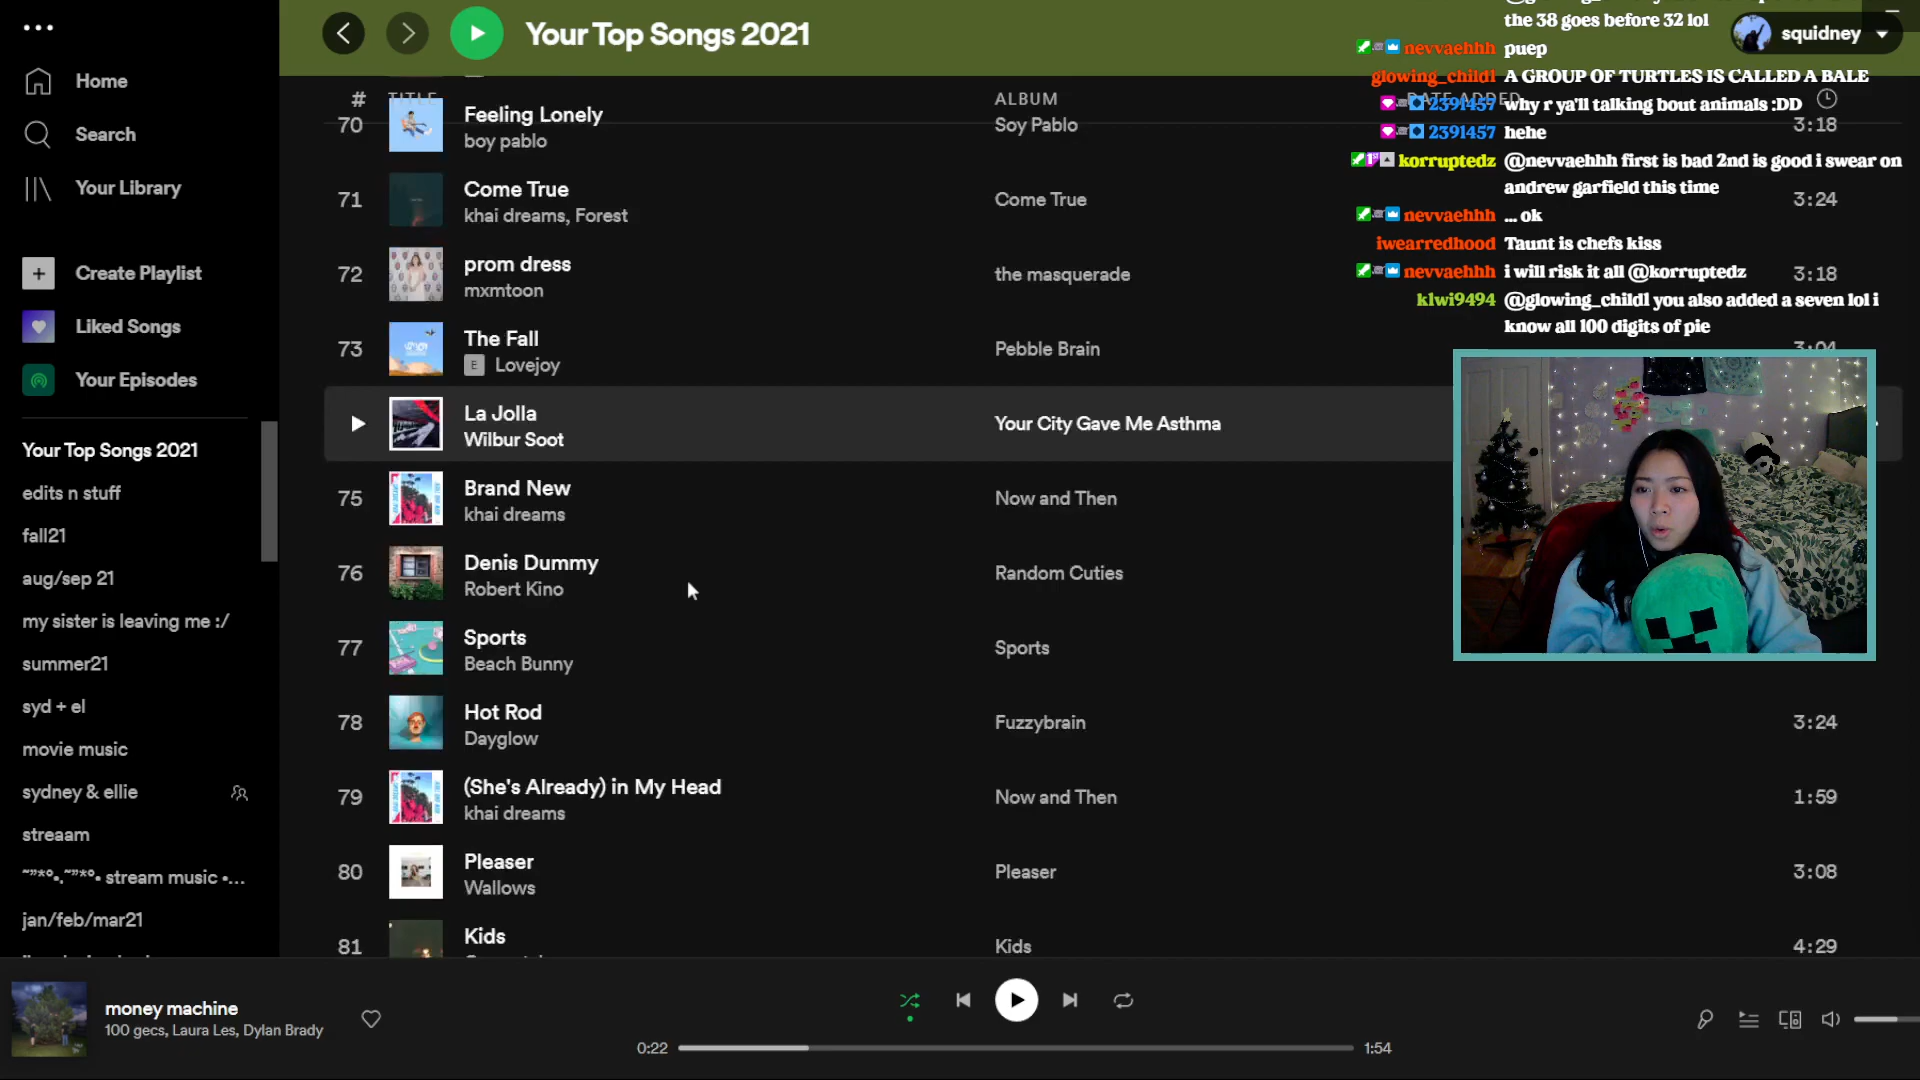 Your Top Songs 2021
squidney
Home
Search
Your Library
Create Playlist
Liked Songs
Your Episodes
Your Top Songs 2021
edits n stuff
fall21
aug/sep 21
my sister is leaving me :/
summer21
syd + el
movie music
sydney & ellie
streaam
~"*°•.~"*°• stream music •...
jan/feb/mar21
# TITLE ALBUM DATE ADDED
70 Feeling Lonely Soy Pablo 3:18
boy pablo
71 Come True Come True 3:24
khai dreams, Forest
72 prom dress the masquerade 3:18
mxmtoon
73 The Fall Pebble Brain 3:04
E Lovejoy
La Jolla Your City Gave Me Asthma
Wilbur Soot
75 Brand New Now and Then
khai dreams
76 Denis Dummy Random Cuties
Robert Kino
77 Sports Sports
Beach Bunny
78 Hot Rod Fuzzybrain 3:24
Dayglow
79 (She's Already) in My Head Now and Then 1:59
khai dreams
80 Pleaser Pleaser 3:08
Wallows
81 Kids Kids 4:29
the 38 goes before 32 lol
nevvaehhh puep
glowing_child1 A GROUP OF TURTLES IS CALLED A BALE
2391457 why r ya'll talking bout animals :DD
2391457 hehe
korruptedz @nevvaehhh first is bad 2nd is good i swear on
andrew garfield this time
nevvaehhh ... ok
iwearredhood Taunt is chefs kiss
nevvaehhh i will risk it all @korruptedz
klwi9494 @glowing_child1 you also added a seven lol i
know all 100 digits of pie
money machine
100 gecs, Laura Les, Dylan Brady
0:22
1:54